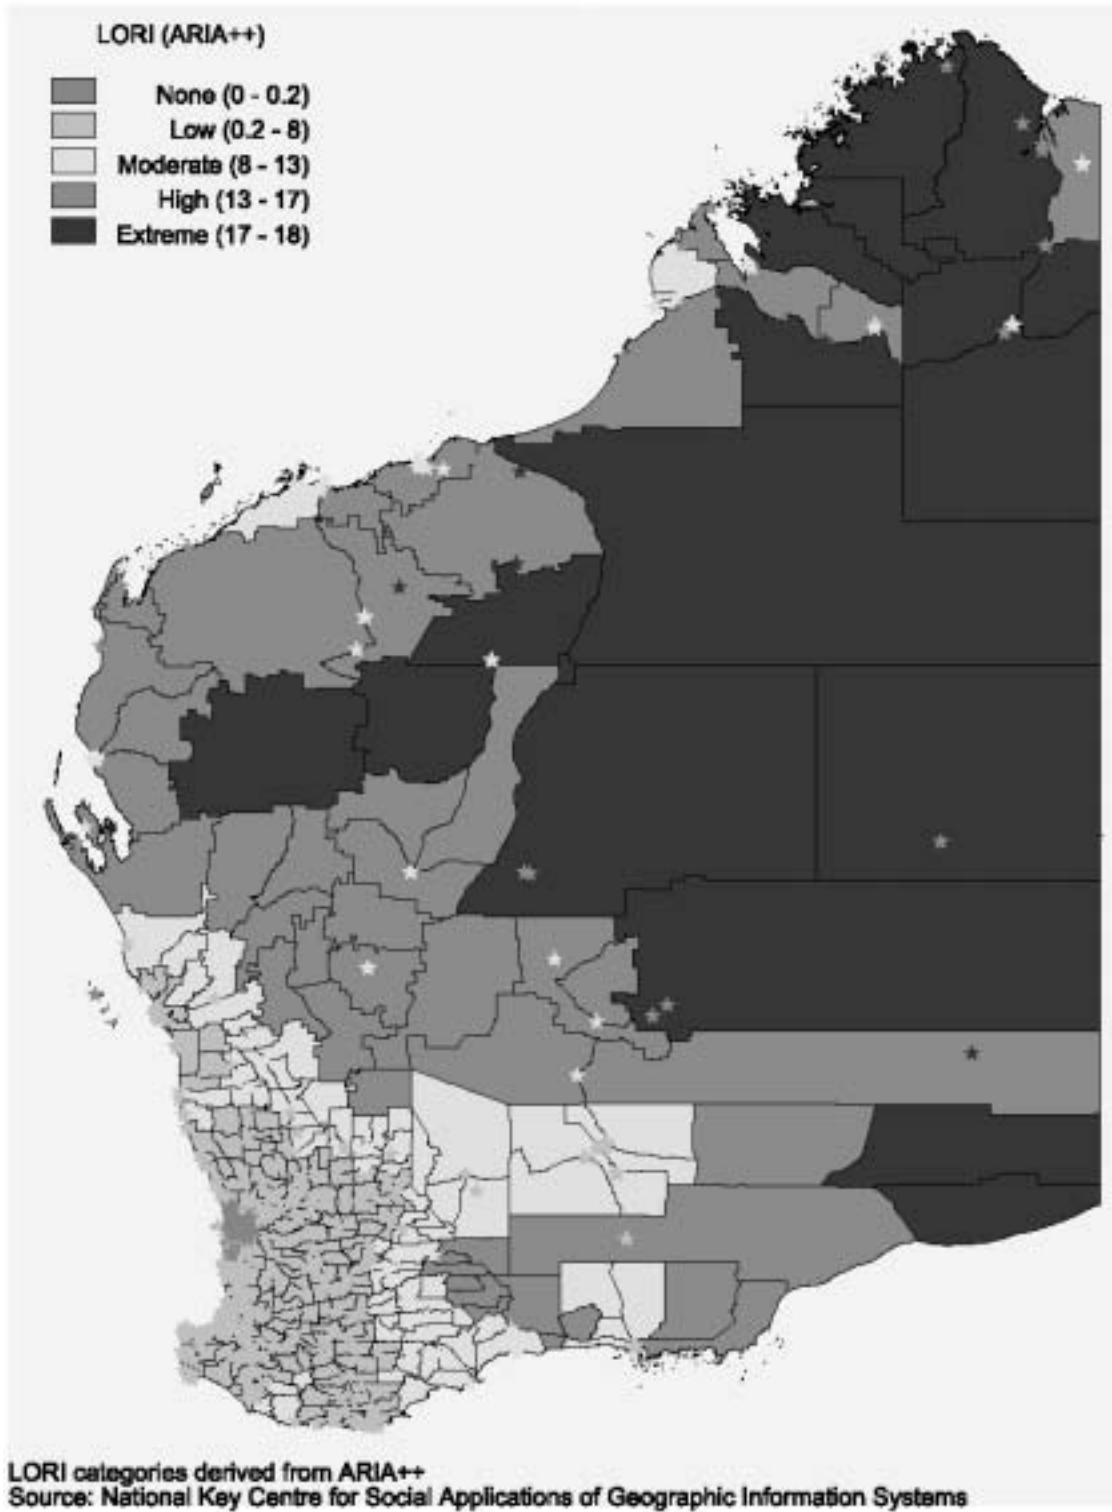 LORI (ARIA++)
None (0 - 0.2)
Low (0.2 - 8)
Moderate (8 - 13)
High (13 - 17)
Extreme (17 - 18)
LORI categories derived from ARIA++
Source: National Key Centre for Social Applications of Geographic Information Systems